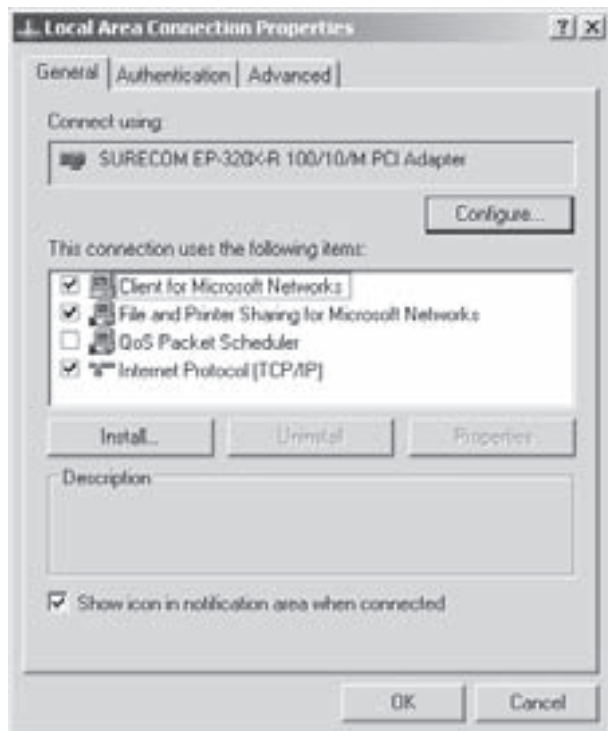 Local Area Connection Properties
General Authentication Advanced
Connect using:
SURECOM EP-320X-R 100/10/M PCI Adapter
Configure...
This connection uses the following items:
Client for Microsoft Networks
File and Printer Sharing for Microsoft Networks
QoS Packet Scheduler
Internet Protocol (TCP/IP)
Install... Uninstall Properties
Description
Show icon in notification area when connected
OK Cancel